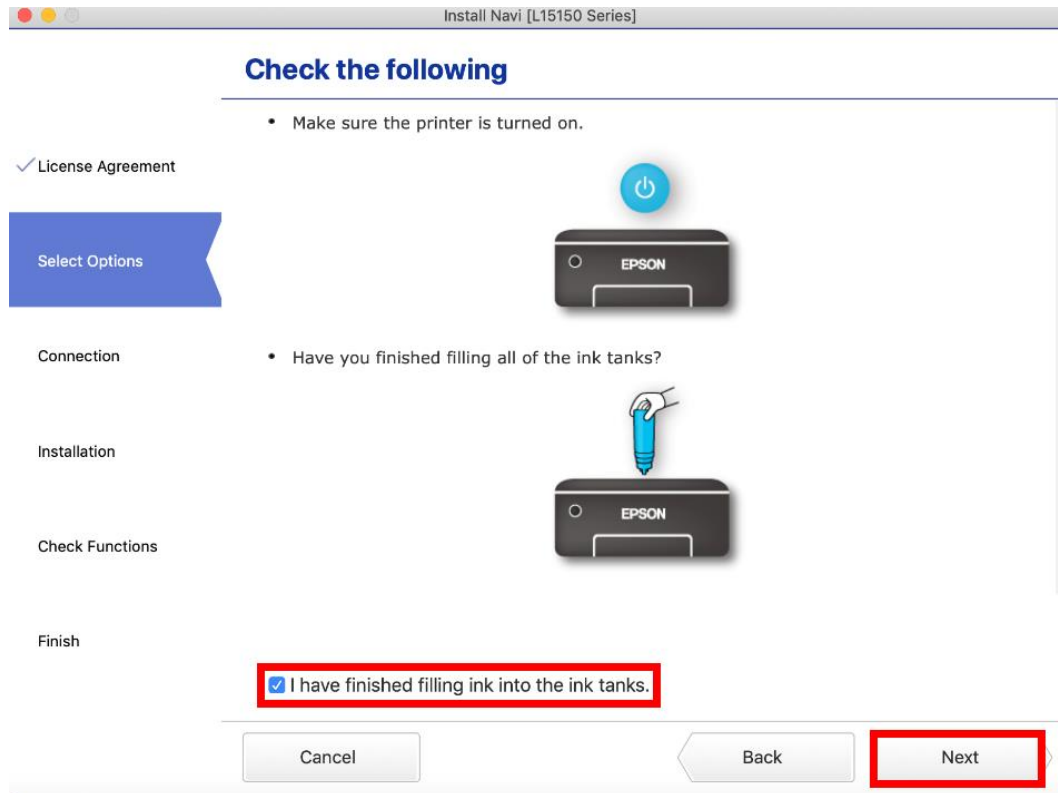 Install Navi [L15150 Series]
Check the following
• Make sure the printer is turned on.
License Agreement
EPSON
Select Options
Connection
• Have you finished filling all of the ink tanks?
Installation
EPSON
Check Functions
Finish
I have finished filling ink into the ink tanks.
Cancel
Back
Next